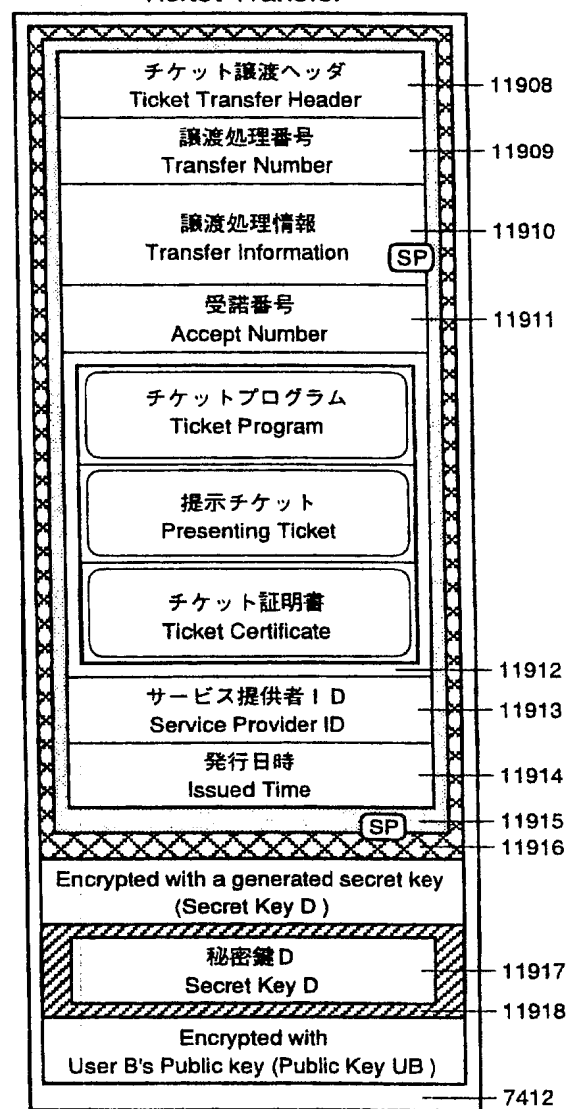 チケット譲渡ヘッダ
Ticket Transfer Header
11908
譲渡処理番号
Transfer Number
11909
譲渡処理情報
Transfer Information
SP
11910
受諾番号
Accept Number
11911
チケットプログラム
Ticket Program
提示チケット
Presenting Ticket
チケット証明書
Ticket Certificate
11912
サービス提供者ID
Service Provider ID
11913
発行日時
Issued Time
11914
SP
11915
11916
Encrypted with a generated secret key
(Secret Key D )
秘密鍵D
Secret Key D
11917
11918
Encrypted with
User B's Public key (Public Key UB )
7412